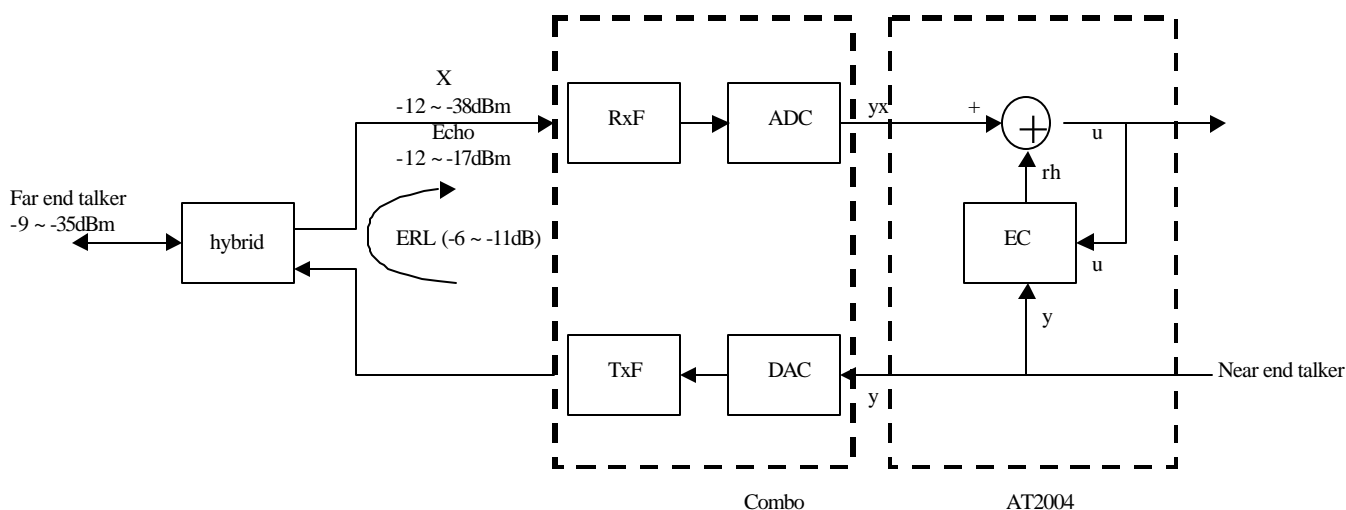 X
-12 ~ -38dBm
Echo
-12 ~ -17dBm
RxF
ADC
yx
+
+
u
rh
Far end talker
-9 ~ -35dBm
hybrid
ERL (-6 ~ -11dB)
EC
u
y
TxF
DAC
y
Near end talker
Combo
AT2004